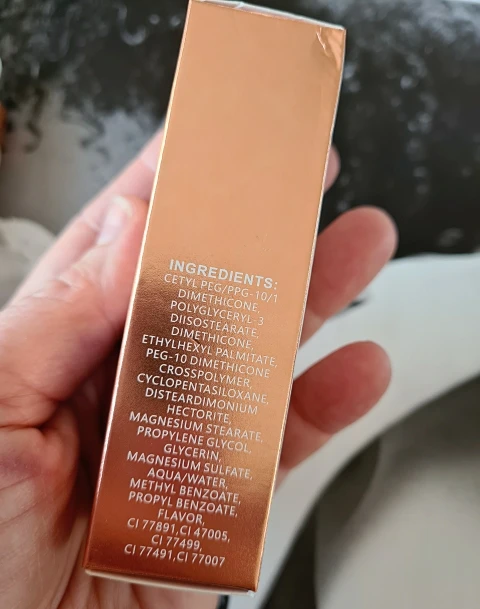 INGREDIENTS:
CETYL PEG/PPG-10/1
DIMETHICONE,
POLYGLYCERYL-3
DIISOSTEARATE,
DIMETHICONE,
ETHYLHEXYL PALMITATE,
PEG-10 DIMETHICONE
CROSSPOLYMER,
CYCLOPENTASILOXANE,
DISTEARDIMONIUM
HECTORITE,
MAGNESIUM STEARATE,
PROPYLENE GLYCOL,
GLYCERIN,
MAGNESIUM SULFATE,
AQUA/WATER,
METHYL BENZOATE,
PROPYL BENZOATE,
FLAVOR,
CI 77891,CI 47005,
CI 77499,
CI 77491,CI 77007